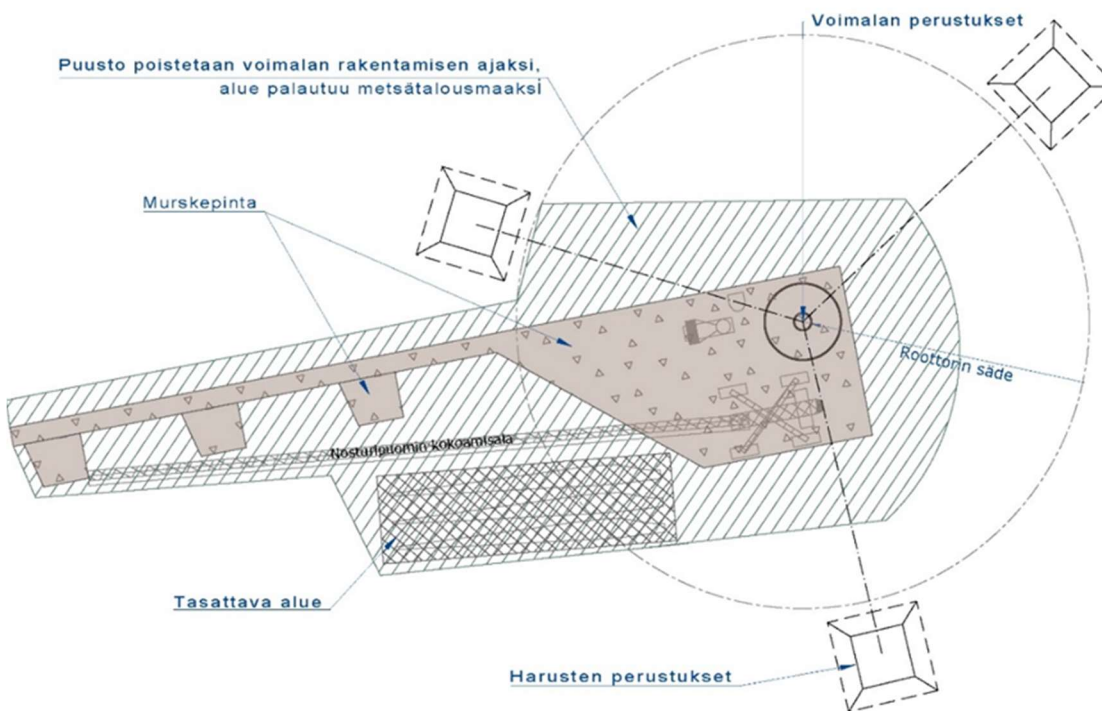 Voimalan perustukset
Puusto poistetaan voimalan rakentamisen ajaksi,
alue palautuu metsätalousmaaksi
Murskepinta
Roottorin säde
Nosturipuomin kokoamisala
Tasattava alue
Harusten perustukset